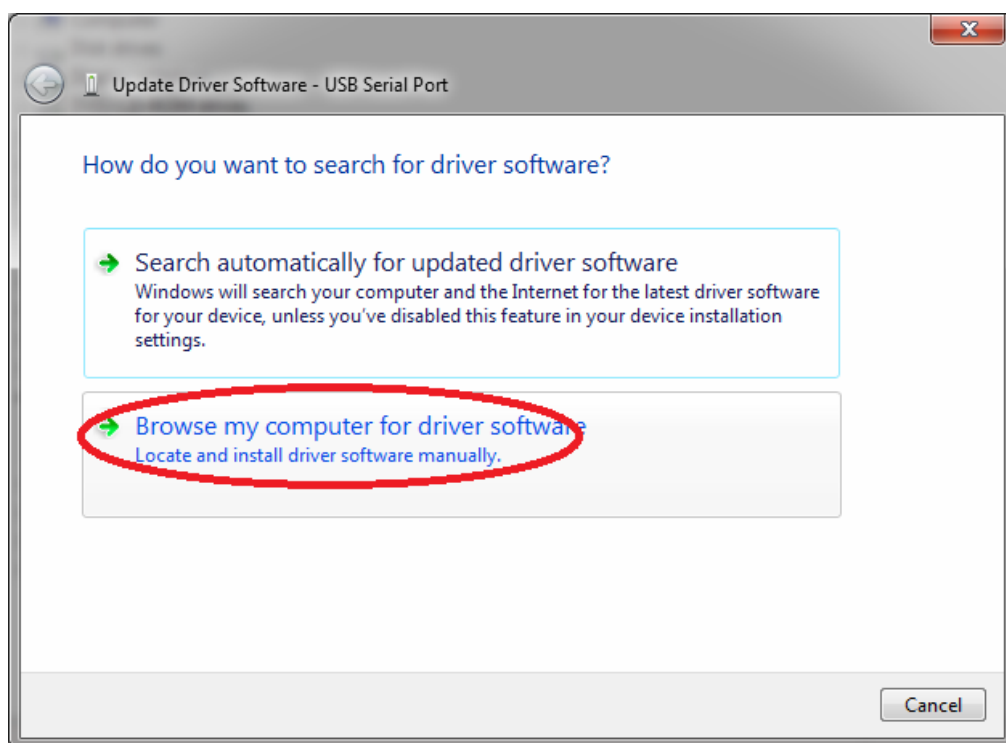 Computer
Disk drives
Update Driver Software - USB Serial Port
How do you want to search for driver software?
Search automatically for updated driver software
Windows will search your computer and the Internet for the latest driver software
for your device, unless you've disabled this feature in your device installation
settings.
Browse my computer for driver software
Locate and install driver software manually.
Cancel